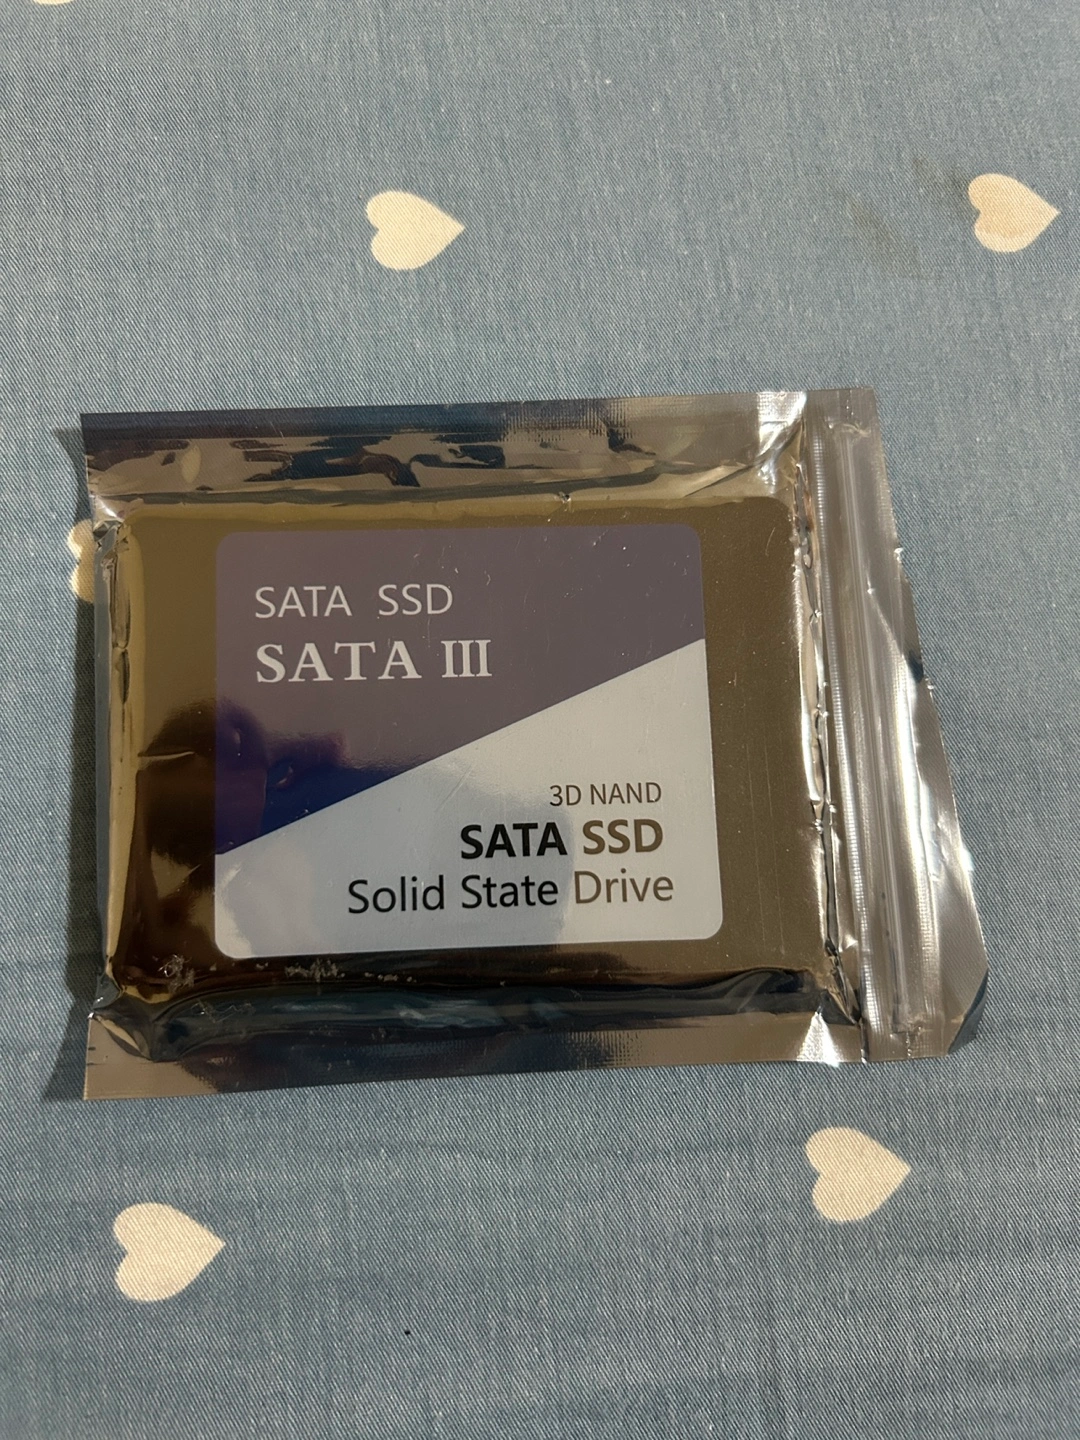 SATA SSD
SATA III
3D NAND
SATA SSD
Solid State Drive